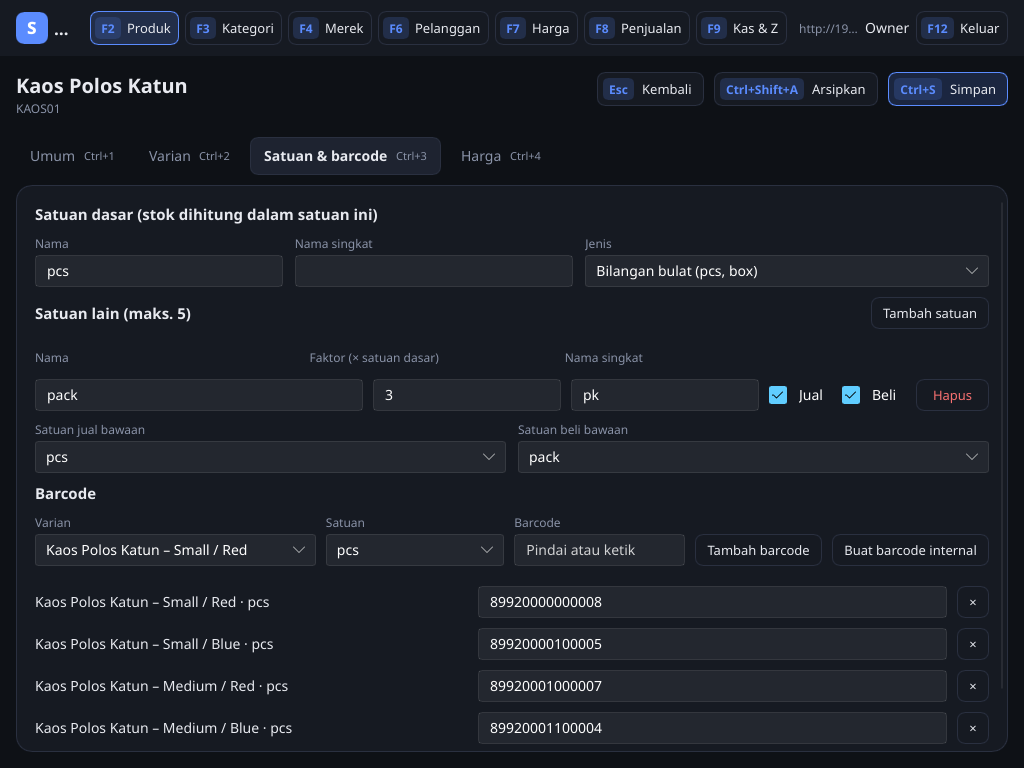 S ... F2 Produk F3 Kategori F4 Merek F6 Pelanggan F7 Harga F8 Penjualan F9 Kas & Z http://19... Owner F12 Keluar
Kaos Polos Katun
KAOS01
Esc Kembali Ctrl+Shift+A Arsipkan Ctrl+S Simpan
Umum Ctrl+1 Varian Ctrl+2 Satuan & barcode Ctrl+3 Harga Ctrl+4
Satuan dasar (stok dihitung dalam satuan ini)
Nama Nama singkat Jenis
pcs Bilangan bulat (pcs, box)
Satuan lain (maks. 5) Tambah satuan
Nama Faktor (× satuan dasar) Nama singkat
pack 3 pk Jual Beli Hapus
Satuan jual bawaan Satuan beli bawaan
pcs pack
Barcode
Varian Satuan Barcode
Kaos Polos Katun – Small / Red pcs Pindai atau ketik Tambah barcode Buat barcode internal
Kaos Polos Katun – Small / Red · pcs 89920000000008 ×
Kaos Polos Katun – Small / Blue · pcs 89920000100005 ×
Kaos Polos Katun – Medium / Red · pcs 89920001000007 ×
Kaos Polos Katun – Medium / Blue · pcs 89920001100004 ×